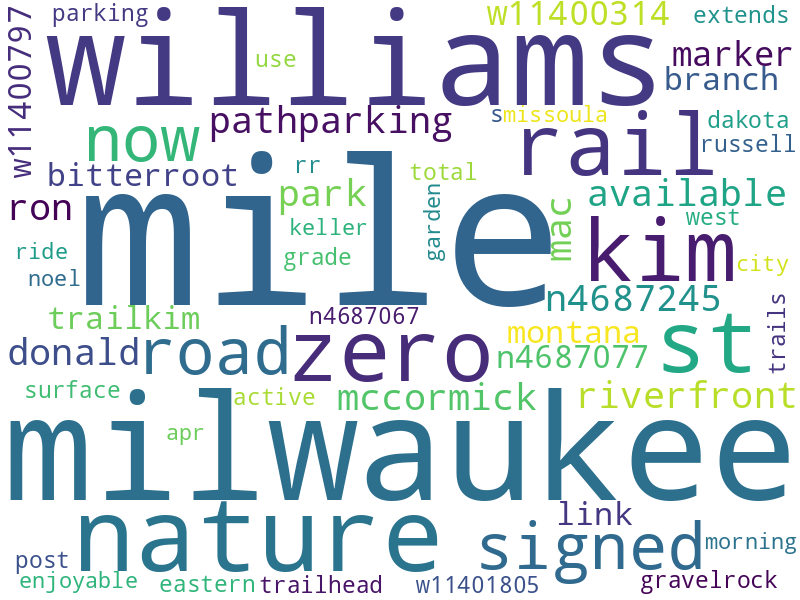 parking
williams
w11400314
extends
use
marker
w11400797
branch
pathparking
s
missoula
now
rail
dakota
russell
bitterroot
rr
total
park
available
ron
mile
garden
mac
west
keller
kim
ride
grade
city
noel
n4687245
trailkim
n4687067
zero
montana
st
trails
donald
road
n4687077
surface
active
mccormick
riverfront
apr
milwaukee
nature
link
signed
morning
post
enjoyable
eastern
trailhead
w11401805
gravelrock